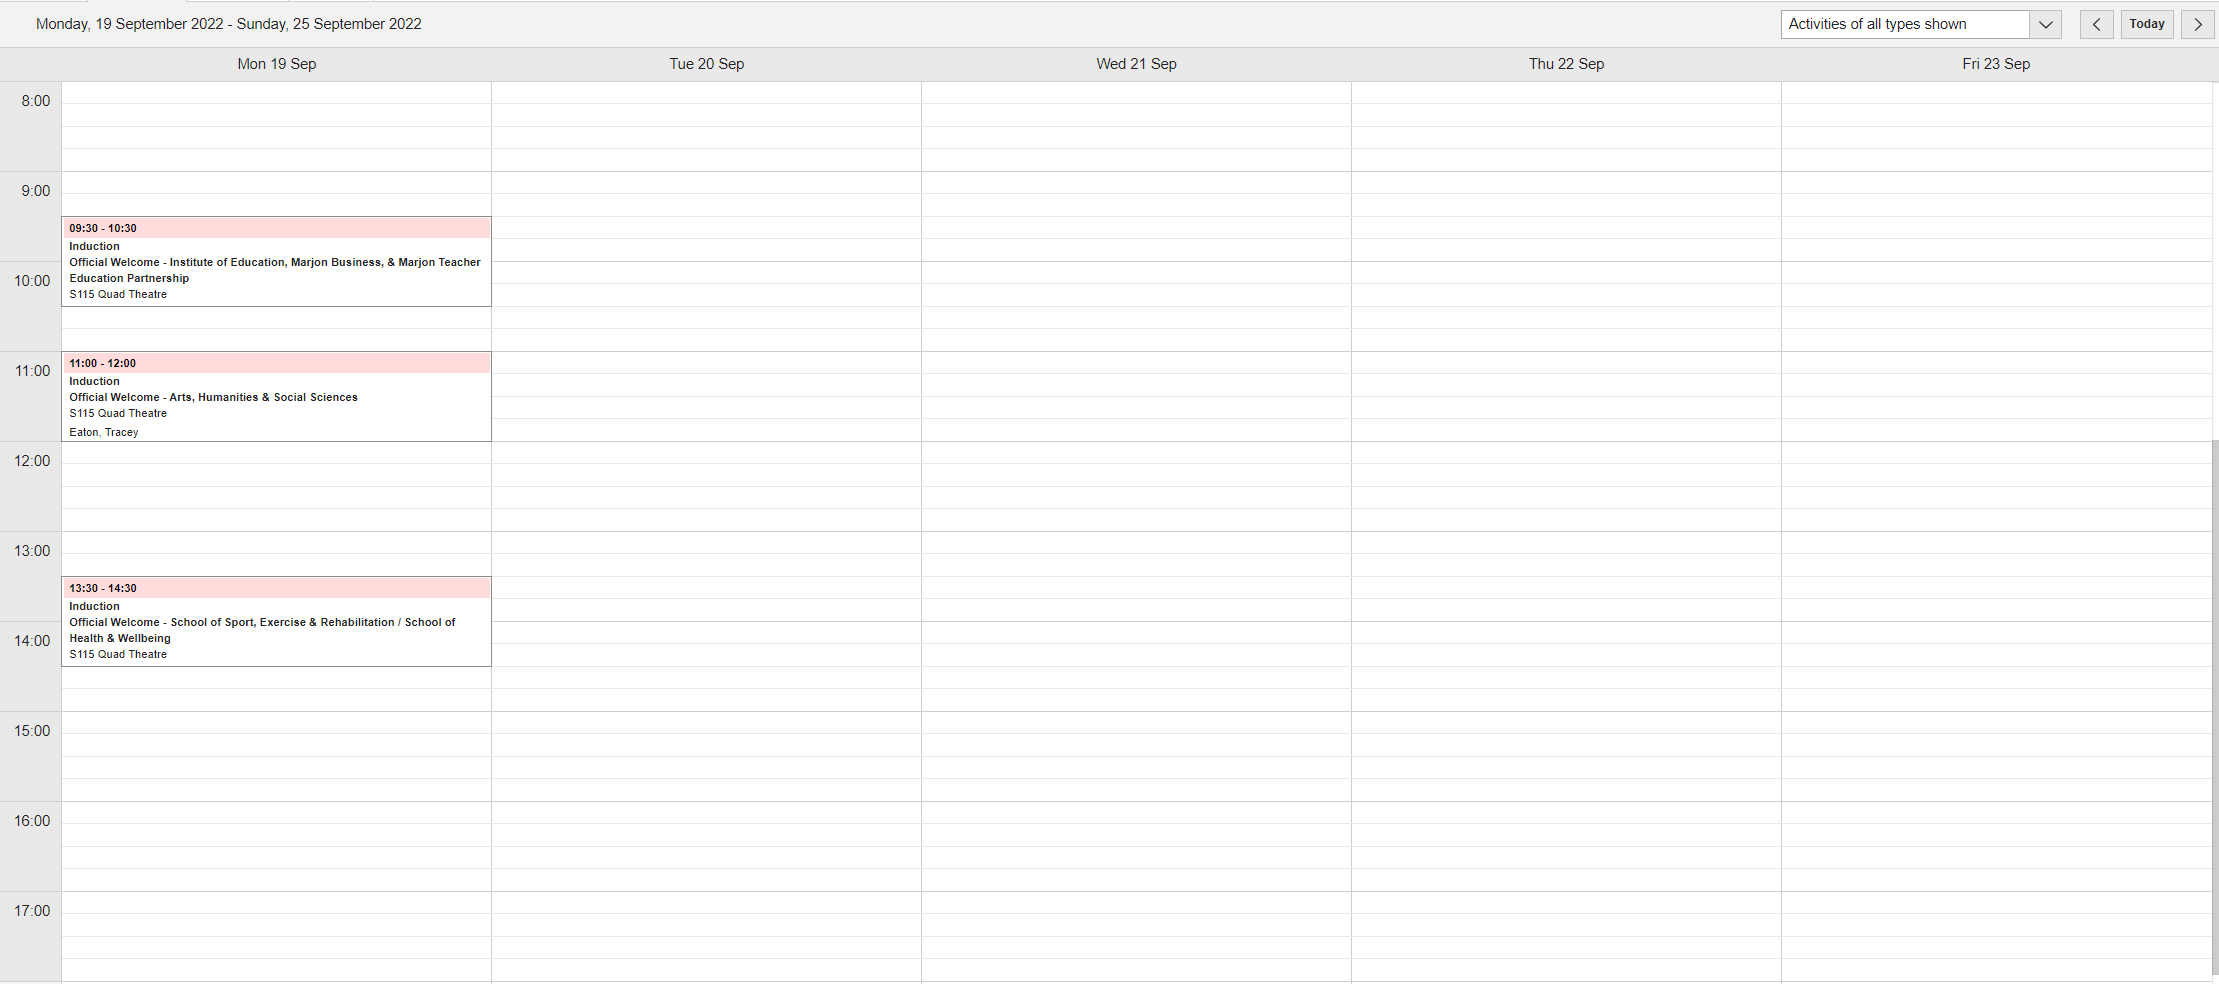 Monday, 19 September 2022 - Sunday, 25 September 2022
Activities of all types shown
Today
Mon 19 Sep
Tue 20 Sep
Wed 21 Sep
Thu 22 Sep
Fri 23 Sep
8:00
9:00
09:30 - 10:30
Induction
Official Welcome - Institute of Education, Marjon Business, & Marjon Teacher
Education Partnership
S115 Quad Theatre
10:00
11:00
11:00 - 12:00
Induction
Official Welcome - Arts, Humanities & Social Sciences
S115 Quad Theatre
Eaton, Tracey
12:00
13:00
13:30 - 14:30
Induction
Official Welcome - School of Sport, Exercise & Rehabilitation / School of
Health & Wellbeing
S115 Quad Theatre
14:00
15:00
16:00
17:00